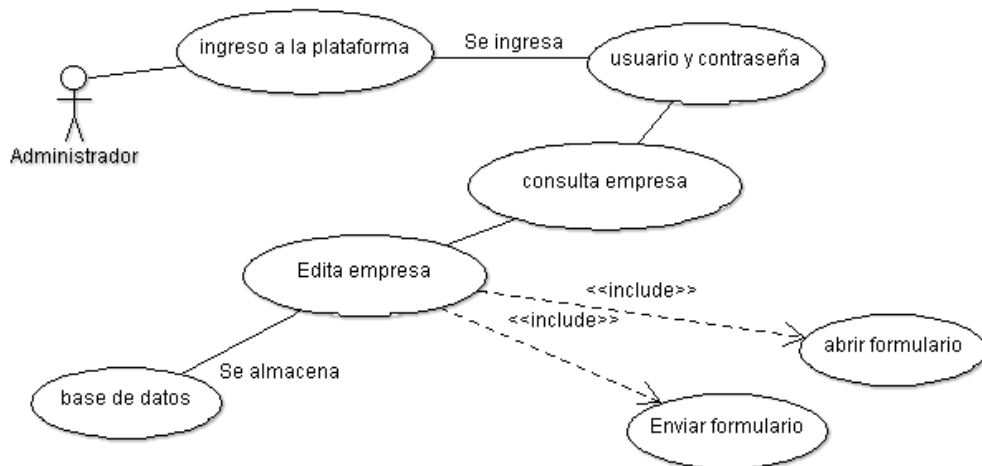 ingreso a la plataforma
Se ingresa
usuario y contraseña
Administrador
consulta empresa
Edita empresa
<<include>>
<<include>>
abrir formulario
Se almacena
base de datos
Enviar formulario